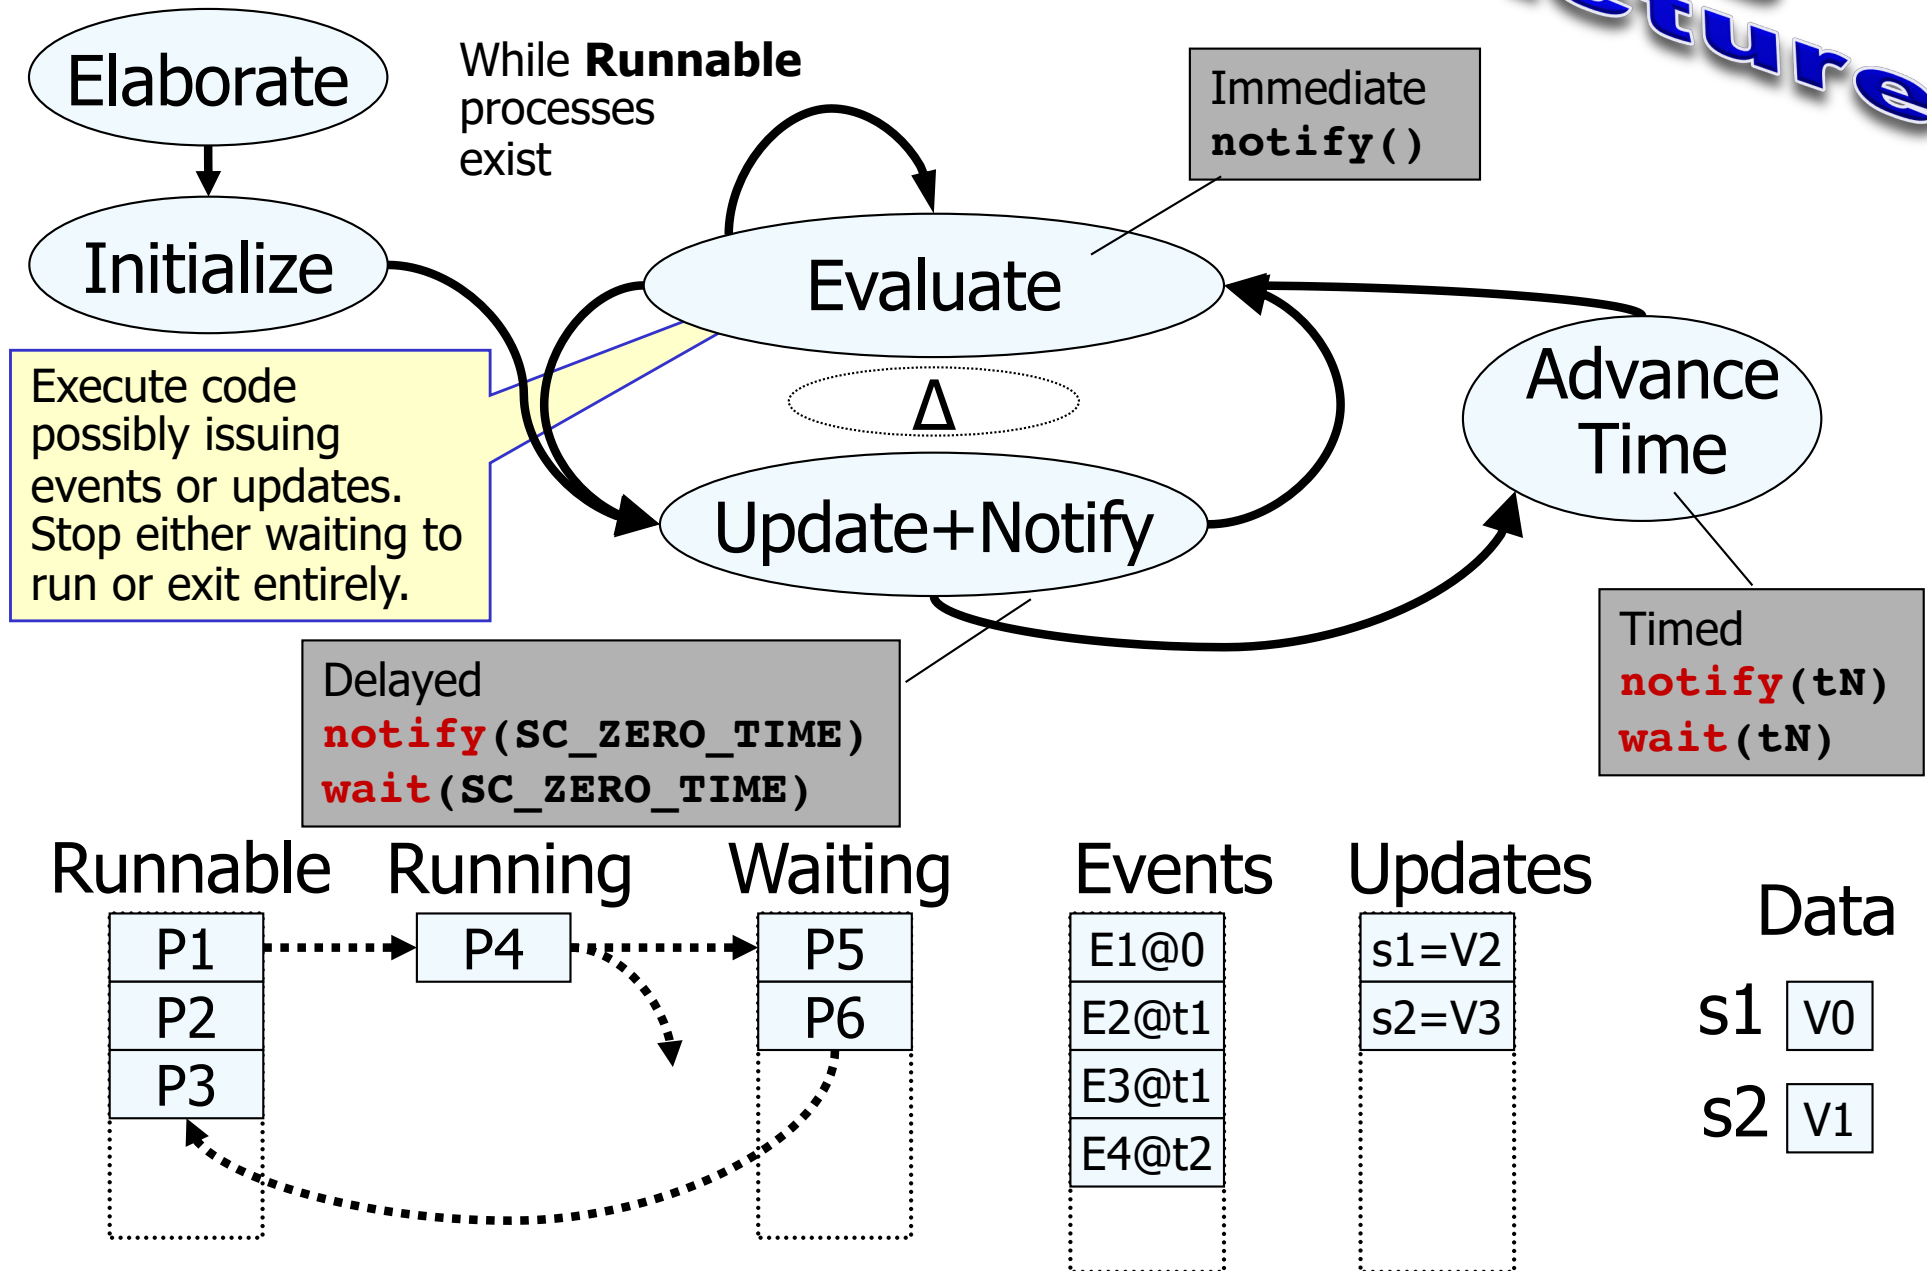 Elaborate
While Runnable
processes
exist
Immediate
notify()
Initialize
Evaluate
Execute code
possibly issuing
events or updates.
Stop either waiting to
run or exit entirely.
Δ
Advance
Time
Update+Notify
Delayed
notify(SC_ZERO_TIME)
wait(SC_ZERO_TIME)
Timed
notify(tN)
wait(tN)
Runnable
P1
P2
P3
Running
P4
Waiting
P5
P6
Events
E1@0
E2@t1
E3@t1
E4@t2
Updates
s1=V2
s2=V3
Data
s1 V0
s2 V1